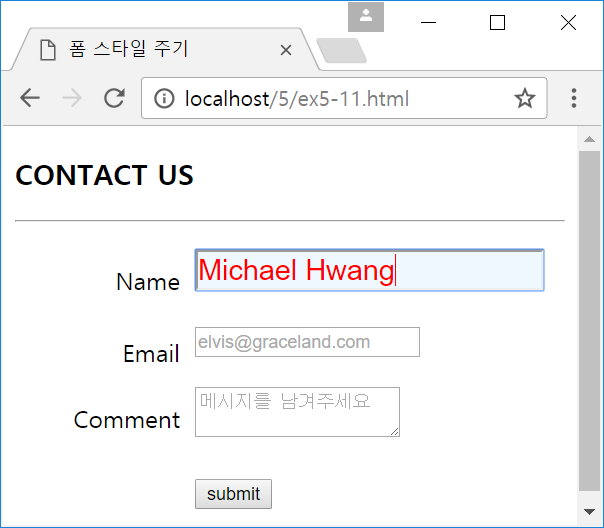 폼 스타일 주기
localhost/5/ex5-11.html
CONTACT US
Name Michael Hwang
Email elvis@graceland.com
Comment 메시지를 남겨주세요
submit